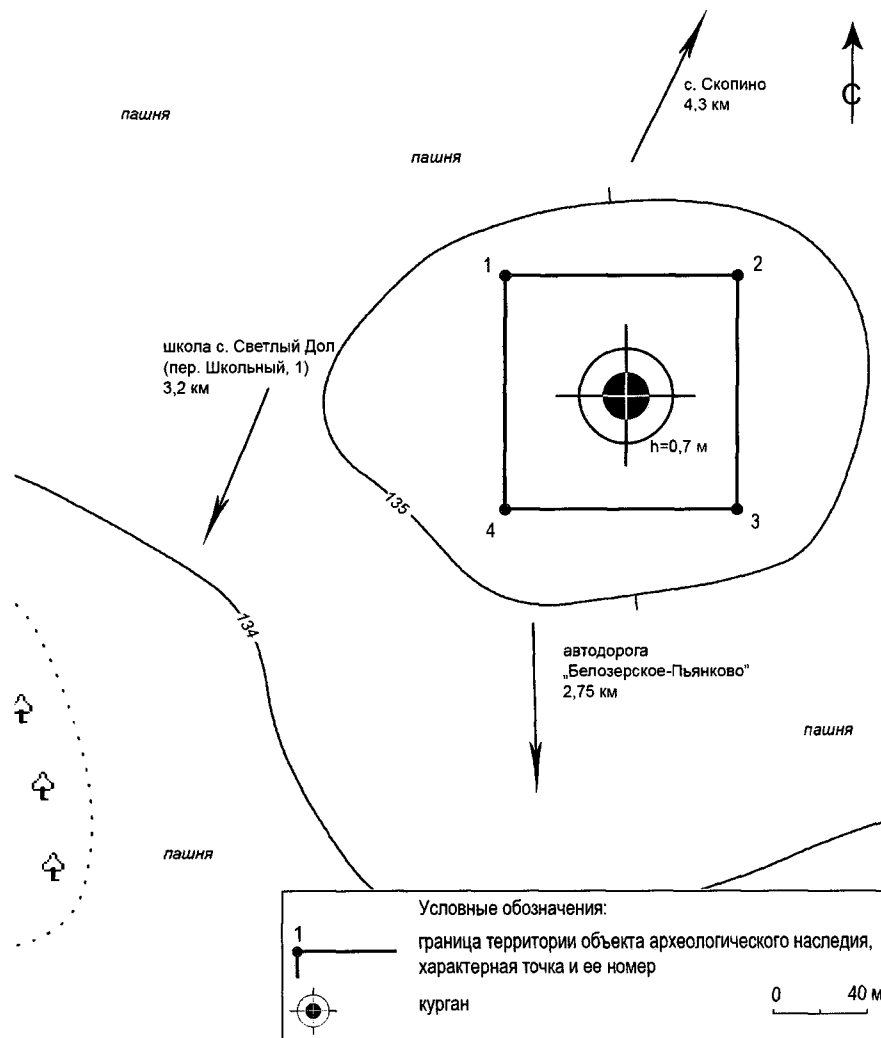 с. Скопино
4,3 км
С
пашня
пашня
1
2
школа с. Светлый Дол
(пер. Школьный, 1)
3,2 км
h=0,7 м
135
4
3
134
автодорога
„Белозерское-Пьянково"
2,75 км
пашня
пашня
Условные обозначения:
1
граница территории объекта археологического наследия,
характерная точка и ее номер
курган
0 40 м